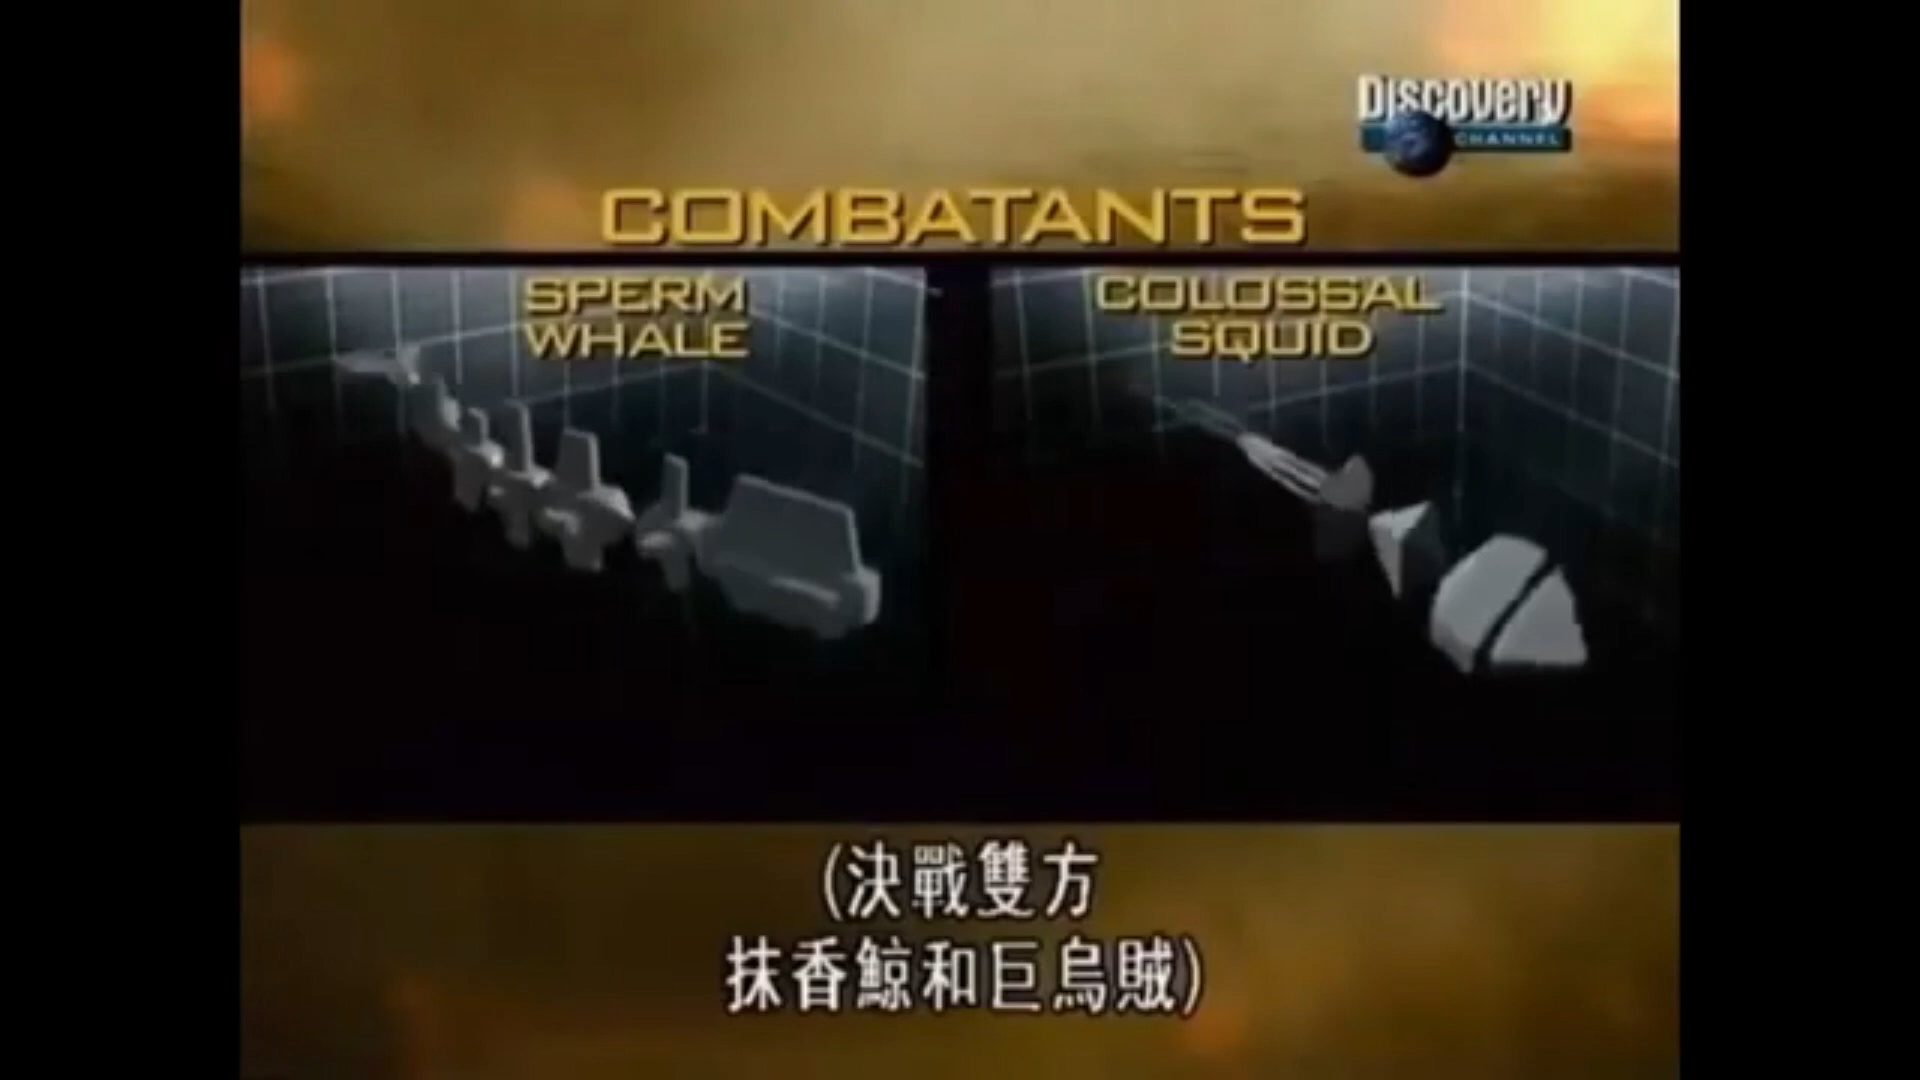 Discovery
CHANNEL
COMBATANTS
SPERM
WHALE
COLOSSAL
SQUID
(決戰雙方
抹香鯨和巨烏賊)